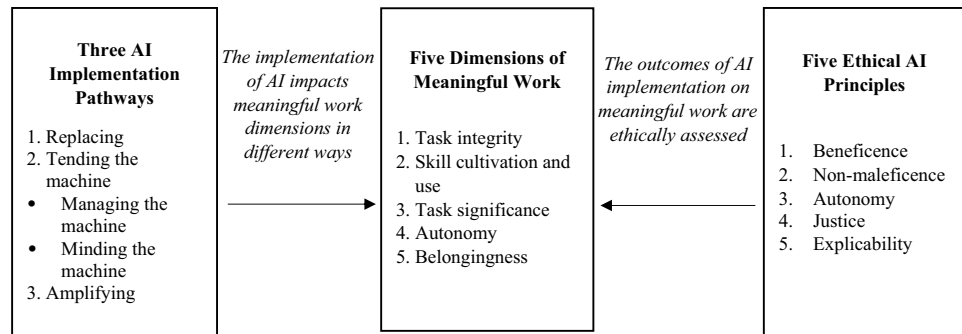 Three AI
Implementation
Pathways
1. Replacing
2. Tending the
machine
• Managing the
machine
• Minding the
machine
3. Amplifying
The implementation
of AI impacts
meaningful work
dimensions in
different ways
Five Dimensions of
Meaningful Work
1. Task integrity
2. Skill cultivation and
use
3. Task significance
4. Autonomy
5. Belongingness
The outcomes of AI
implementation on
meaningful work are
ethically assessed
Five Ethical AI
Principles
1. Beneficence
2. Non-maleficence
3. Autonomy
4. Justice
5. Explicability